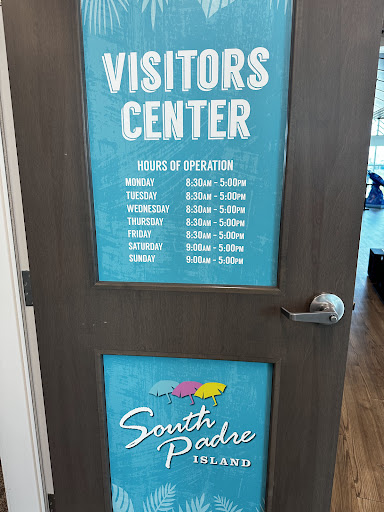 VISITORS
CENTER
HOURS OF OPERATION
MONDAY 8:30AM - 5:00PM
TUESDAY 8:30AM - 5:00PM
WEDNESDAY 8:30AM - 5:00PM
THURSDAY 8:30AM - 5:00PM
FRIDAY 8:30AM - 5:00PM
SATURDAY 9:00AM - 5:00PM
SUNDAY 9:00AM - 5:00PM
South
Padre
ISLAND